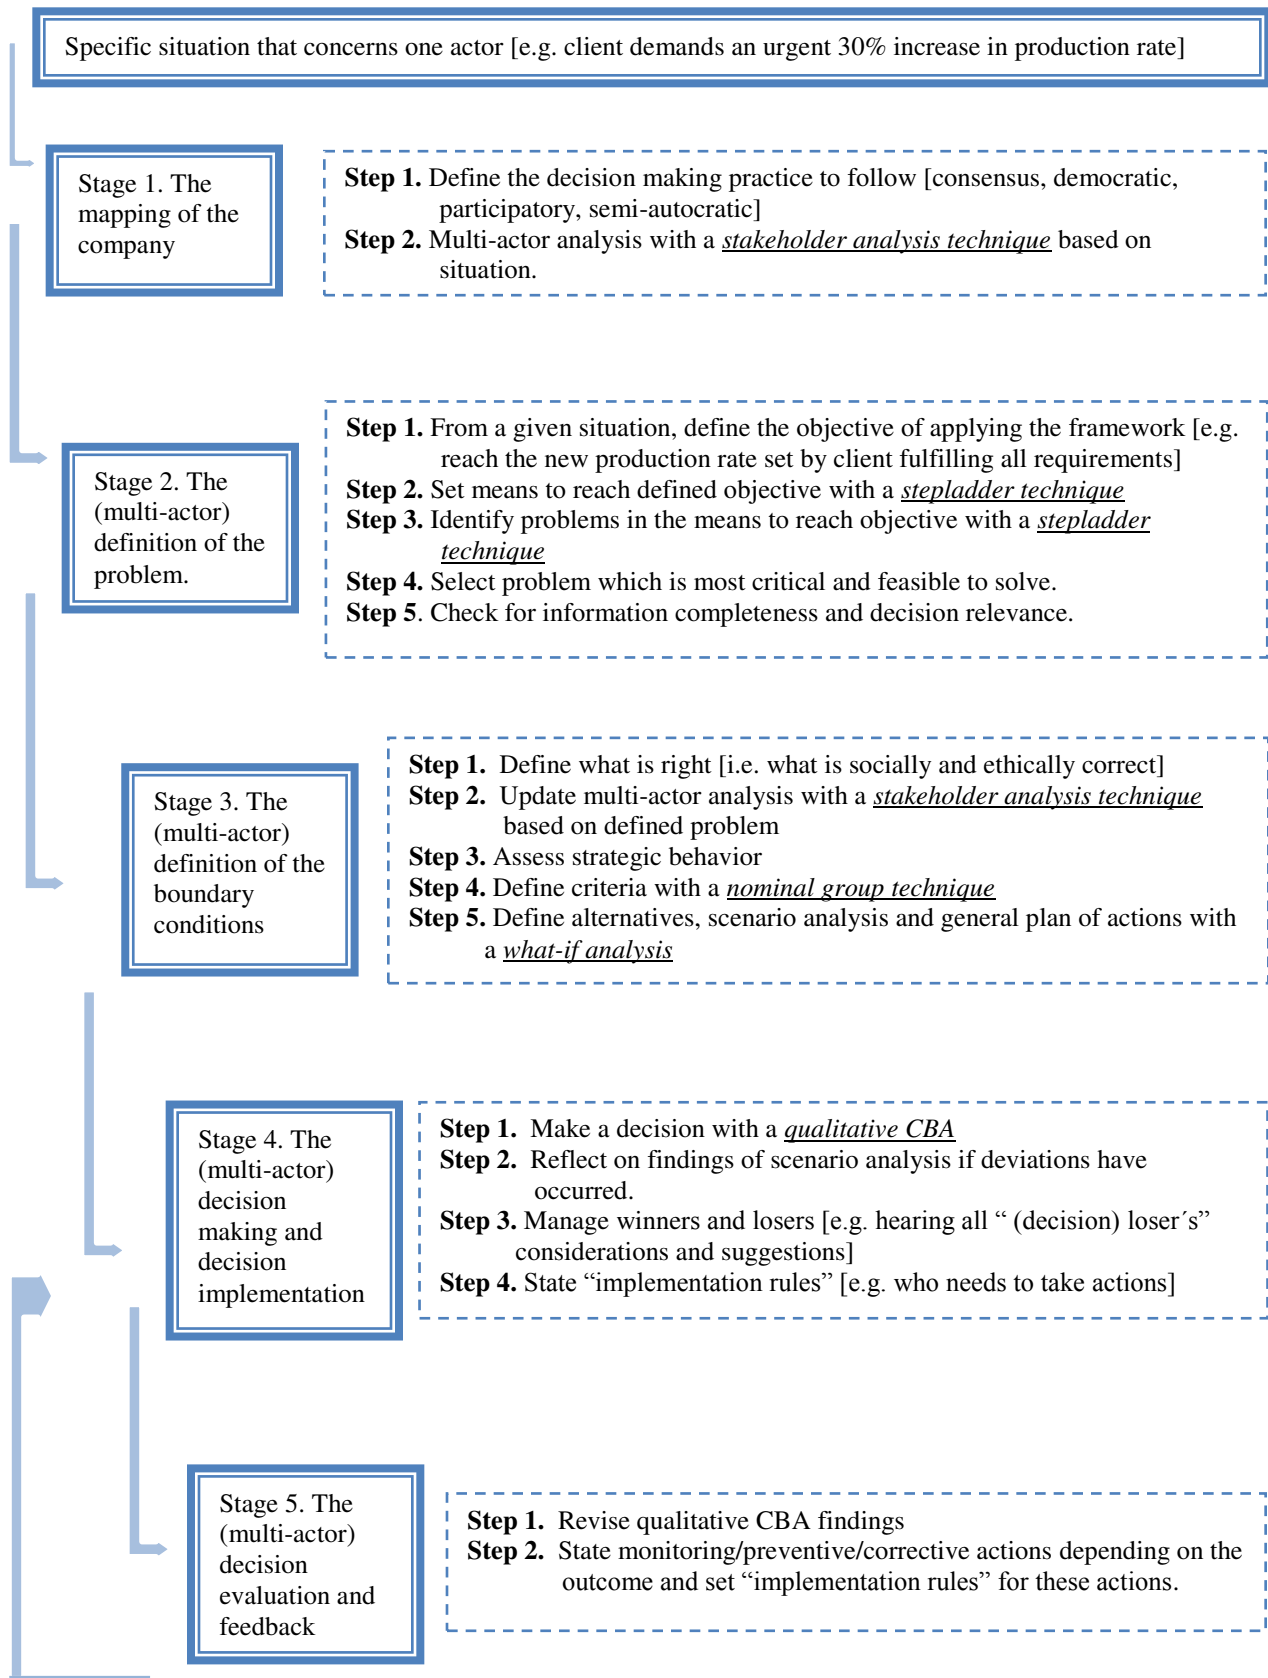 Specific situation that concerns one actor [e.g. client demands an urgent 30% increase in production rate]
Stage 1. The
mapping of the
company
Step 1. Define the decision making practice to follow [consensus, democratic,
participatory, semi-autocratic]
Step 2. Multi-actor analysis with a stakeholder analysis technique based on
situation.
Stage 2. The
(multi-actor)
definition of the
problem.
Step 1. From a given situation, define the objective of applying the framework [e.g.
reach the new production rate set by client fulfilling all requirements]
Step 2. Set means to reach defined objective with a stepladder technique
Step 3. Identify problems in the means to reach objective with a stepladder
technique
Step 4. Select problem which is most critical and feasible to solve.
Step 5. Check for information completeness and decision relevance.
Stage 3. The
(multi-actor)
definition of the
boundary
conditions
Step 1. Define what is right [i.e. what is socially and ethically correct]
Step 2. Update multi-actor analysis with a stakeholder analysis technique
based on defined problem
Step 3. Assess strategic behavior
Step 4. Define criteria with a nominal group technique
Step 5. Define alternatives, scenario analysis and general plan of actions with
a what-if analysis
Stage 4. The
(multi-actor)
decision
making and
decision
implementation
Step 1. Make a decision with a qualitative CBA
Step 2. Reflect on findings of scenario analysis if deviations have
occurred.
Step 3. Manage winners and losers [e.g. hearing all “ (decision) loser´s”
considerations and suggestions]
Step 4. State “implementation rules” [e.g. who needs to take actions]
Stage 5. The
(multi-actor)
decision
evaluation and
feedback
Step 1. Revise qualitative CBA findings
Step 2. State monitoring/preventive/corrective actions depending on the
outcome and set “implementation rules” for these actions.